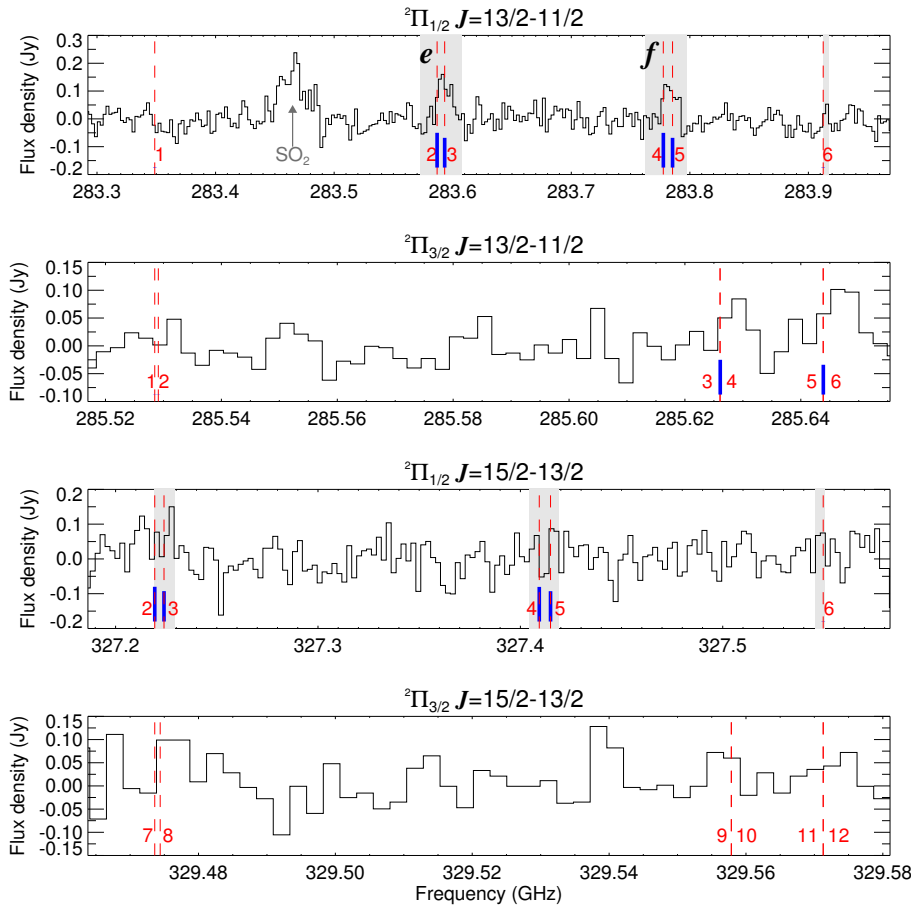 ²Π₁/₂ J=13/2-11/2
Flux density (Jy)
0.3
0.2
0.1
0.0
-0.1
-0.2
e
f
SO₂
1
2 3
4 5
6
283.3 283.4 283.5 283.6 283.7 283.8 283.9
²Π₃/₂ J=13/2-11/2
Flux density (Jy)
0.15
0.10
0.05
0.00
-0.05
-0.10
1 2
3 4
5 6
285.52 285.54 285.56 285.58 285.60 285.62 285.64
²Π₁/₂ J=15/2-13/2
Flux density (Jy)
0.2
0.1
0.0
-0.1
-0.2
2 3
4 5
6
327.2 327.3 327.4 327.5
²Π₃/₂ J=15/2-13/2
Flux density (Jy)
0.15
0.10
0.05
0.00
-0.05
-0.10
-0.15
7 8
9 10
11 12
329.48 329.50 329.52 329.54 329.56 329.58
Frequency (GHz)